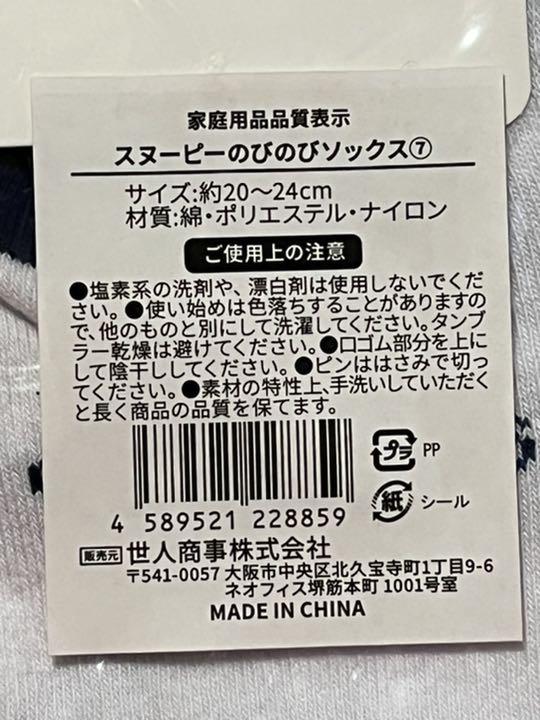 家庭用品品質表示
スヌーピーのびのびソックス⑦
サイズ:約20〜24cm
材質:綿・ポリエステル・ナイロン
ご使用上の注意
●塩素系の洗剤や、漂白剤は使用しないでくだ
さい。●使い始めは色落ちすることがありますの
で、他のものと別にして洗濯してください。タンブ
ラー乾燥は避けてください。●口ゴム部分を上に
して陰干ししてください。●ピンははさみで切っ
てください。●素材の特性上、手洗いしていただく
と長く商品の品質を保てます。
プラ PP
紙 シール
4 589521 228859
販売元 世人商事株式会社
〒541-0057 大阪市中央区北久宝寺町1丁目9-6
ネオフィス堺筋本町 1001号室
MADE IN CHINA